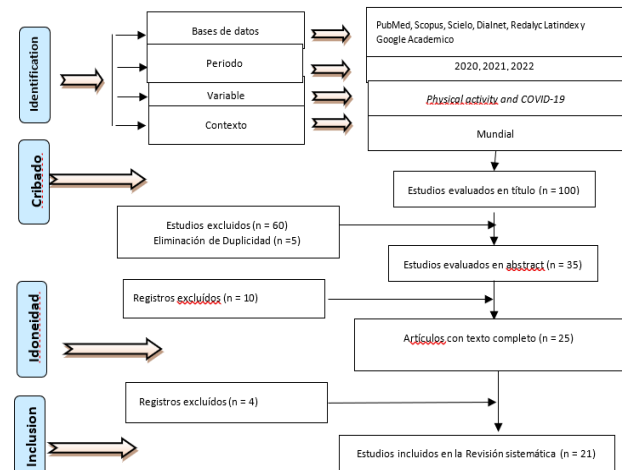 Identification
Bases de datos
PubMed, Scopus, Scielo, Dialnet, Redalyc Latindex y
Google Academico
Periodo
2020, 2021, 2022
Variable
Physical activity and COVID-19
Contexto
Mundial
Cribado
Estudios evaluados en título (n = 100)
Estudios excluidos (n = 60)
Eliminación de Duplicidad (n =5)
Estudios evaluados en abstract (n = 35)
Idoneidad
Registros excluídos (n = 10)
Artículos con texto completo (n = 25)
Inclusion
Registros excluídos (n = 4)
Estudios incluidos en la Revisión sistemática (n = 21)